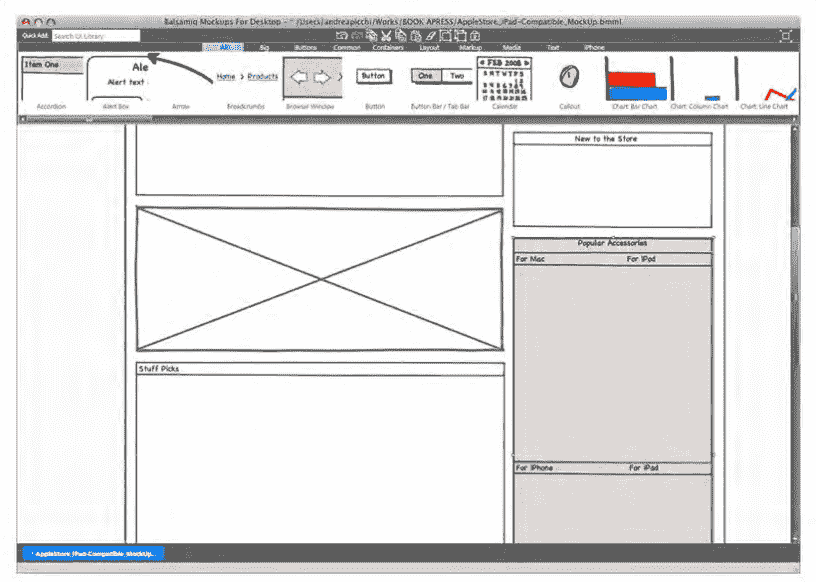 Balsamiq Mockups For Desktop - * /Users/andreapicchi/Works/BOOK APRESS/AppleStore_iPad-Compatible_MockUp.bmml
Quick Add: Search UI Library
All Big Buttons Common Containers Layout Markup Media Text iPhone
Item One
Ale
Alert text
Home > Products
Button
One Two
FEB 2008
S M T W T F S
Accordion Alert Box Arrow Breadcrumbs Browser Window Button Button Bar / Tab Bar Calendar Callout Chart: Bar Chart Chart: Column Chart Chart: Line Chart
New to the Store
Popular Accessories
For Mac For iPod
Stuff Picks
For iPhone For iPad
* AppleStore_iPad-Compatible_MockUp...